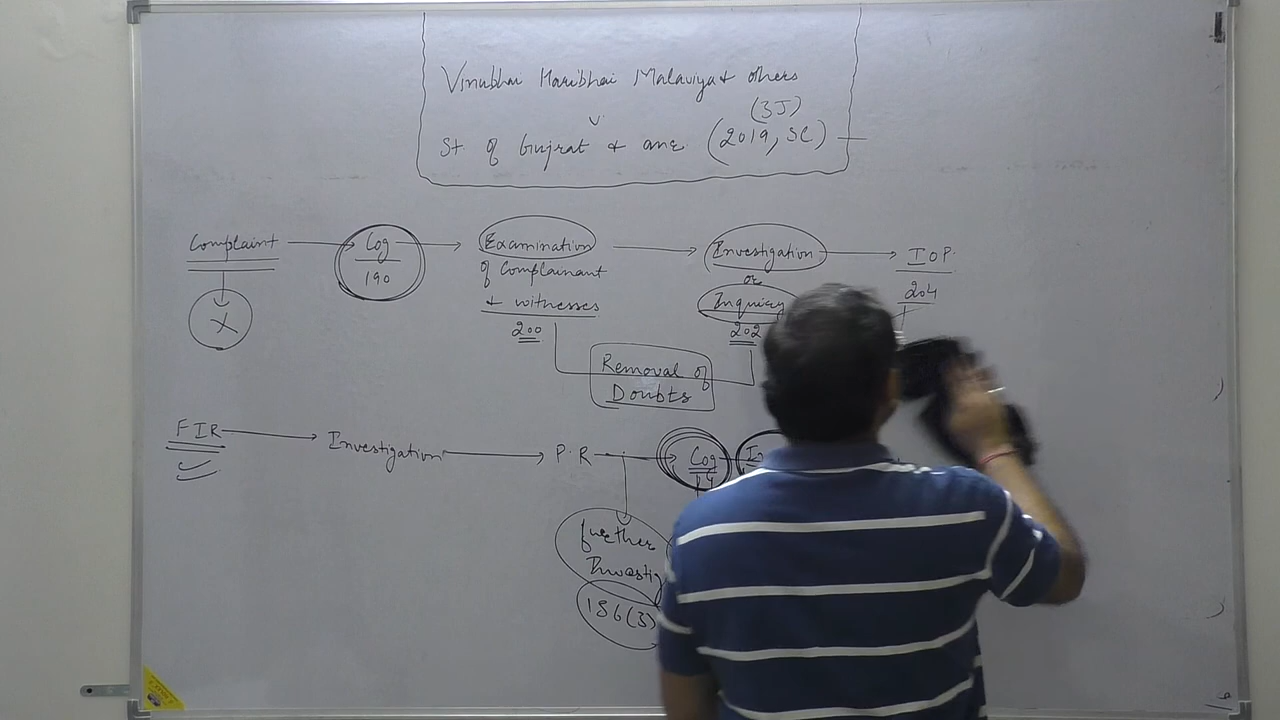 Vinubhai Haribhai Malaviya & others
(3J)
v.
St. of Gujrat & anr. (2019, SC)
Complaint
Cog
190
Examination
of Complainant
& witnesses
200
Investigation
or
Inquiry
202
I O P.
204
X
Removal of
Doubts
FIR
Investigation
P. R
Cog
further
Investig
156(3)